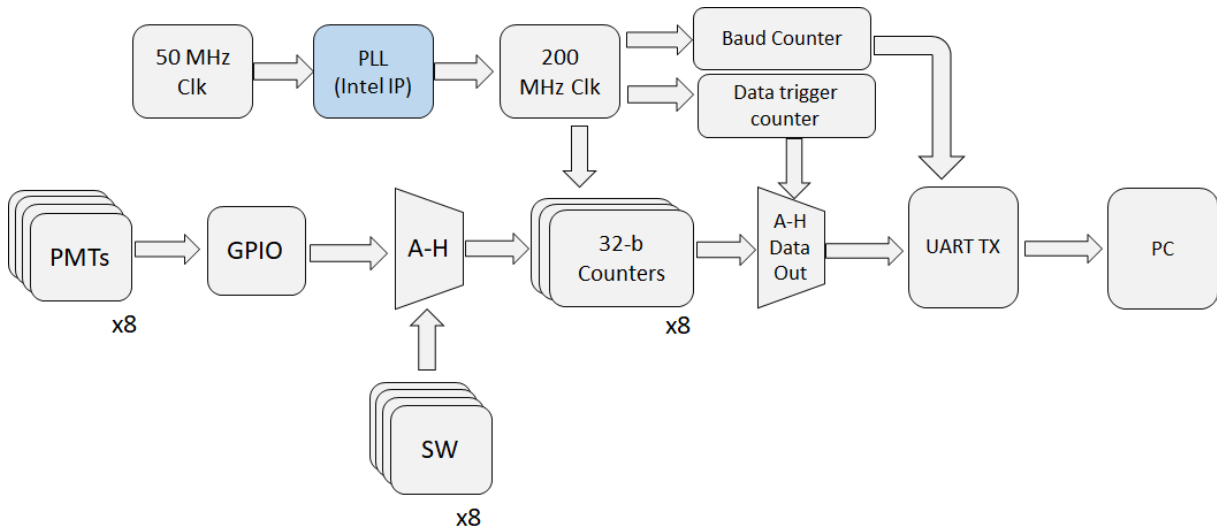 50 MHz
Clk
PLL
(Intel IP)
200
MHz Clk
Baud Counter
Data trigger
counter
PMTs
x8
GPIO
A-H
32-b
Counters
x8
A-H
Data
Out
UART TX
PC
SW
x8